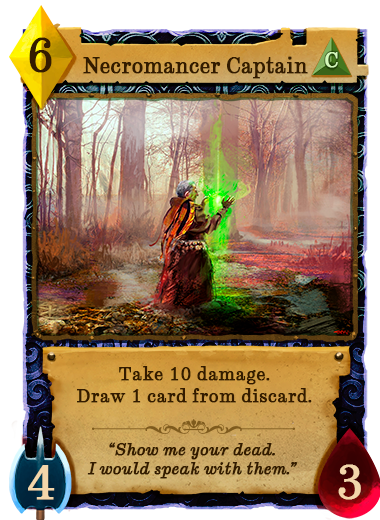 6
Necromancer Captain
C
Take 10 damage.
Draw 1 card from discard.
“Show me your dead.
I would speak with them.”
4
3